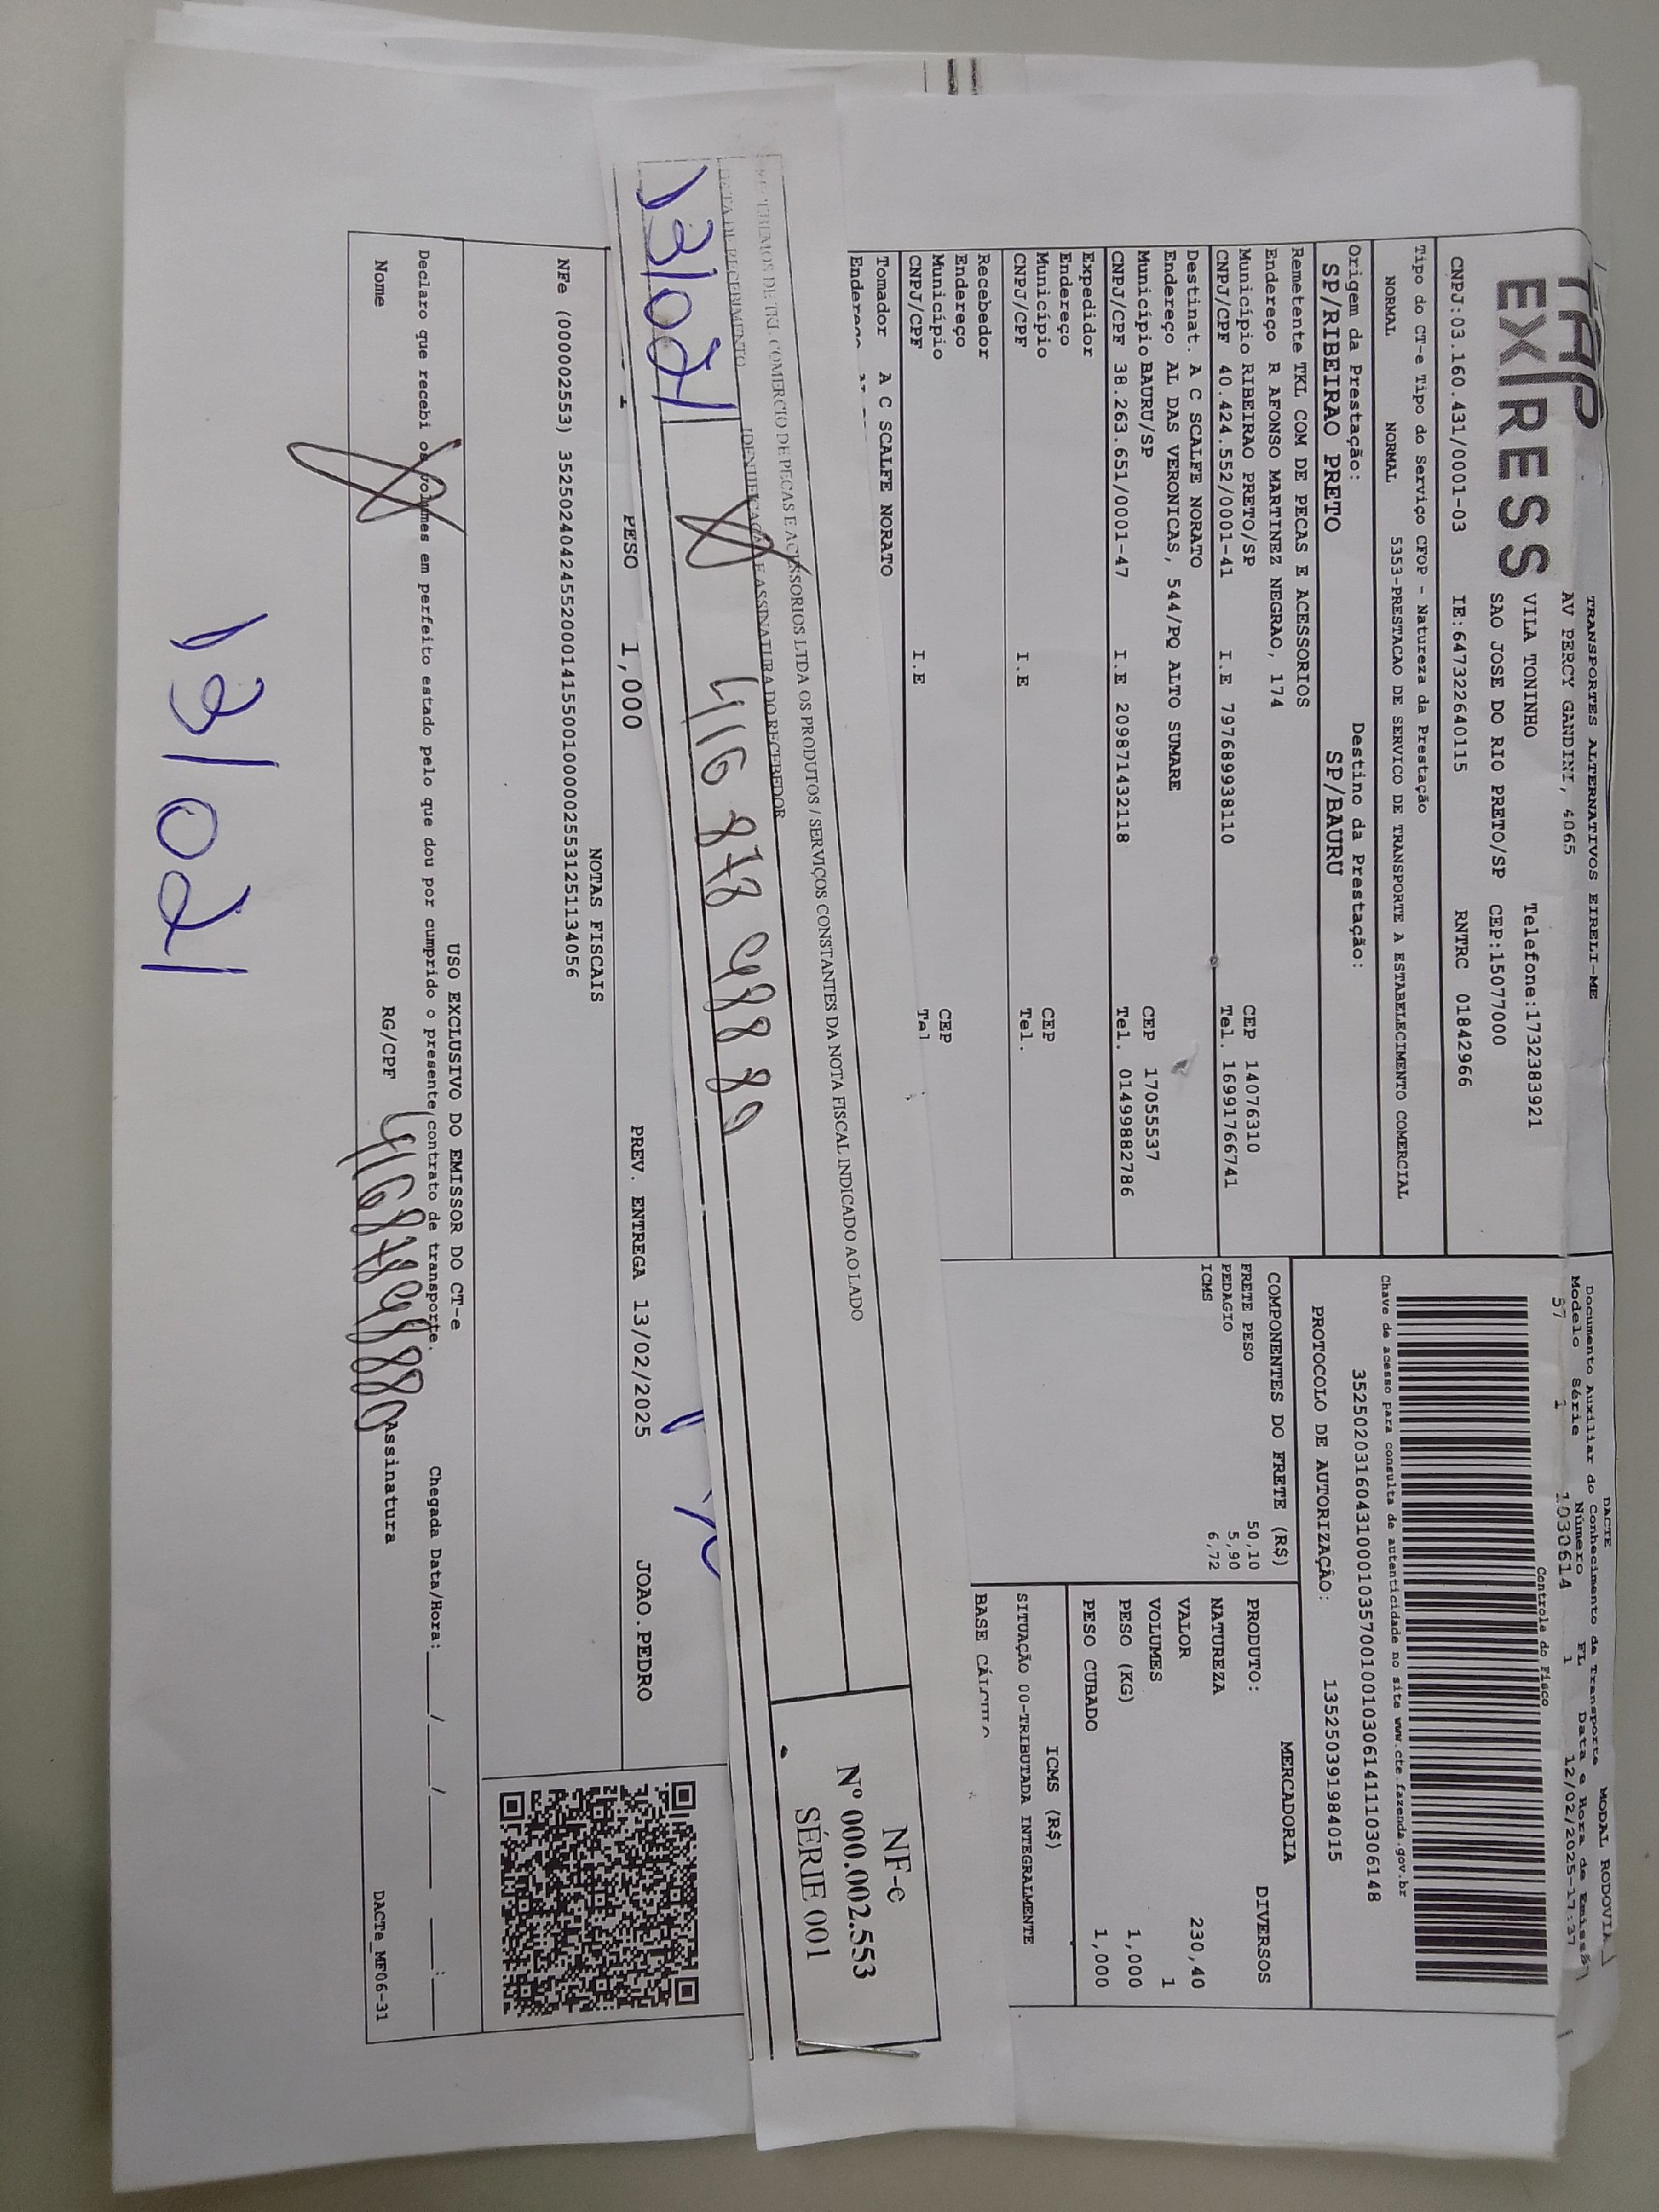 TAP
EXPRESS
TRANSPORTES ALTERNATIVOS EIRELI-ME
AV PERCY GANDINI, 4065
VILA TONINHO Telefone:1732383921
SAO JOSE DO RIO PRETO/SP CEP:15077000
CNPJ:03.160.431/0001-03 IE:647322640115 RNTRC 01842966
Tipo do CT-e Tipo do Serviço CFOP - Natureza da Prestação
NORMAL NORMAL 5353-PRESTACAO DE SERVICO DE TRANSPORTE A ESTABELECIMENTO COMERCIAL
Origem da Prestação: Destino da Prestação:
SP/RIBEIRAO PRETO SP/BAURU
Remetente TKL COM DE PECAS E ACESSORIOS
Endereço R AFONSO MARTINEZ NEGRAO, 174
Município RIBEIRAO PRETO/SP CEP 14076310
CNPJ/CPF 40.424.552/0001-41 I.E 797689938110 Tel. 16991766741
Destinat. A C SCALFE NORATO
Endereço AL DAS VERONICAS, 544/PQ ALTO SUMARE
Município BAURU/SP CEP 17055537
CNPJ/CPF 38.263.651/0001-47 I.E 209871432118 Tel. 01499882786
Expedidor
Endereço
Município CEP
CNPJ/CPF I.E Tel.
Recebedor
Endereço
Município CEP
CNPJ/CPF I.E Tel
Tomador A C SCALFE NORATO
Endereço
DACTE MODAL RODOVIA
Documento Auxiliar do Conhecimento de Transporte
Modelo Série Número FL Data e Hora de Emissã
57 1 1030614 1 12/02/2025-17:37
Controle do Fisco
Chave de acesso para consulta de autenticidade no site www.cte.fazenda.gov.br
352502031604310001035700100103061411110306148
PROTOCOLO DE AUTORIZAÇÃO: 135250391984015
COMPONENTES DO FRETE (R$)
FRETE PESO 50,10
PEDAGIO 5,90
ICMS 6,72
MERCADORIA
PRODUTO: DIVERSOS
NATUREZA
VALOR 230,40
VOLUMES 1
PESO (KG) 1,000
PESO CUBADO 1,000
ICMS (R$)
SITUAÇÃO 00-TRIBUTADA INTEGRALMENTE
BASE CÁLCULO
TKL COMERCIO DE PECAS E ACESSORIOS LTDA OS PRODUTOS / SERVIÇOS CONSTANTES DA NOTA FISCAL INDICADO AO LADO
DATA DE RECEBIMENTO IDENTIFICAÇÃO E ASSINATURA DO RECEBEDOR
13/02/ 416 878 988 80
NF-e
Nº 000.002.553
SÉRIE 001
PESO 1,000 PREV. ENTREGA 13/02/2025 JOAO.PEDRO
NOTAS FISCAIS
NFe (000002553) 35250240424552000141550010000025531251134056
USO EXCLUSIVO DO EMISSOR DO CT-e
Declaro que recebi os volumes em perfeito estado pelo que dou por cumprido o presente contrato de transporte. Chegada Data/Hora:____/____/____ ___:___
Nome RG/CPF 41687898880 Assinatura
DACTe_MF06-31
13/02/